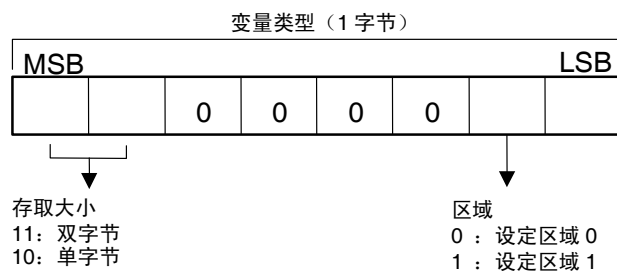 变量类型（1 字节）
MSB LSB
0 0 0 0
存取大小
11：双字节
10：单字节
区域
0 ：设定区域 0
1 ：设定区域 1